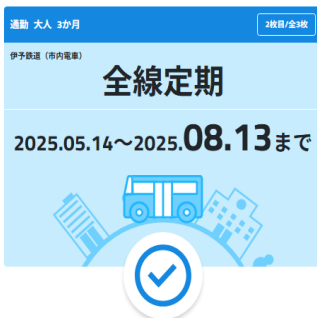 通勤 大人 3か月
2枚目/全3枚
伊予鉄道（市内電車）
全線定期
2025.05.14～2025.08.13まで